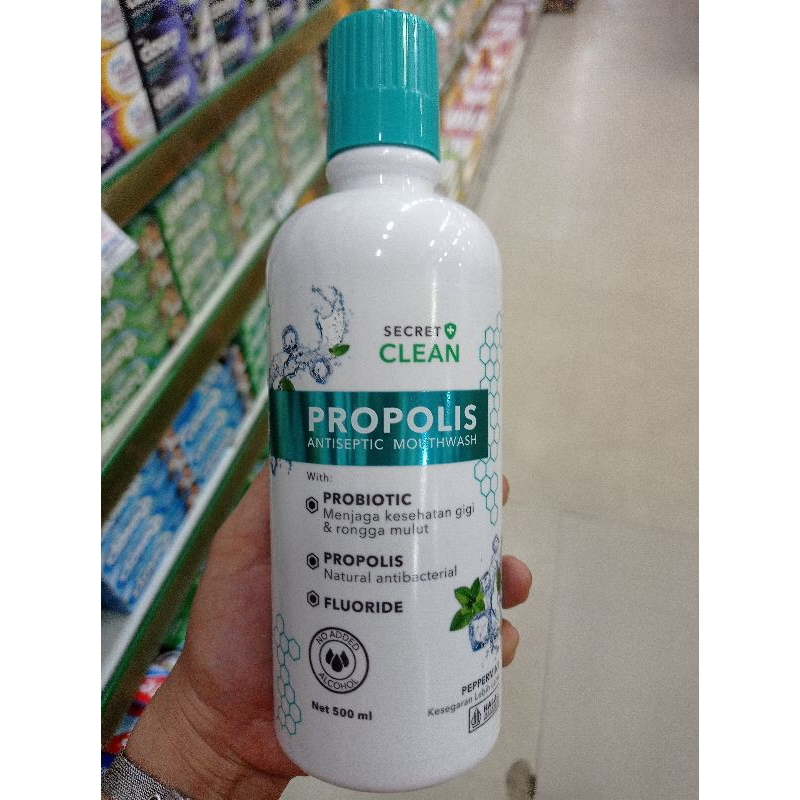 SECRET
CLEAN
PROPOLIS
ANTISEPTIC MOUTHWASH
With:
PROBIOTIC
Menjaga kesehatan gigi
& rongga mulut
PROPOLIS
Natural antibacterial
FLUORIDE
NO ADDED
ALCOHOL
Net 500 ml
Kesegaran